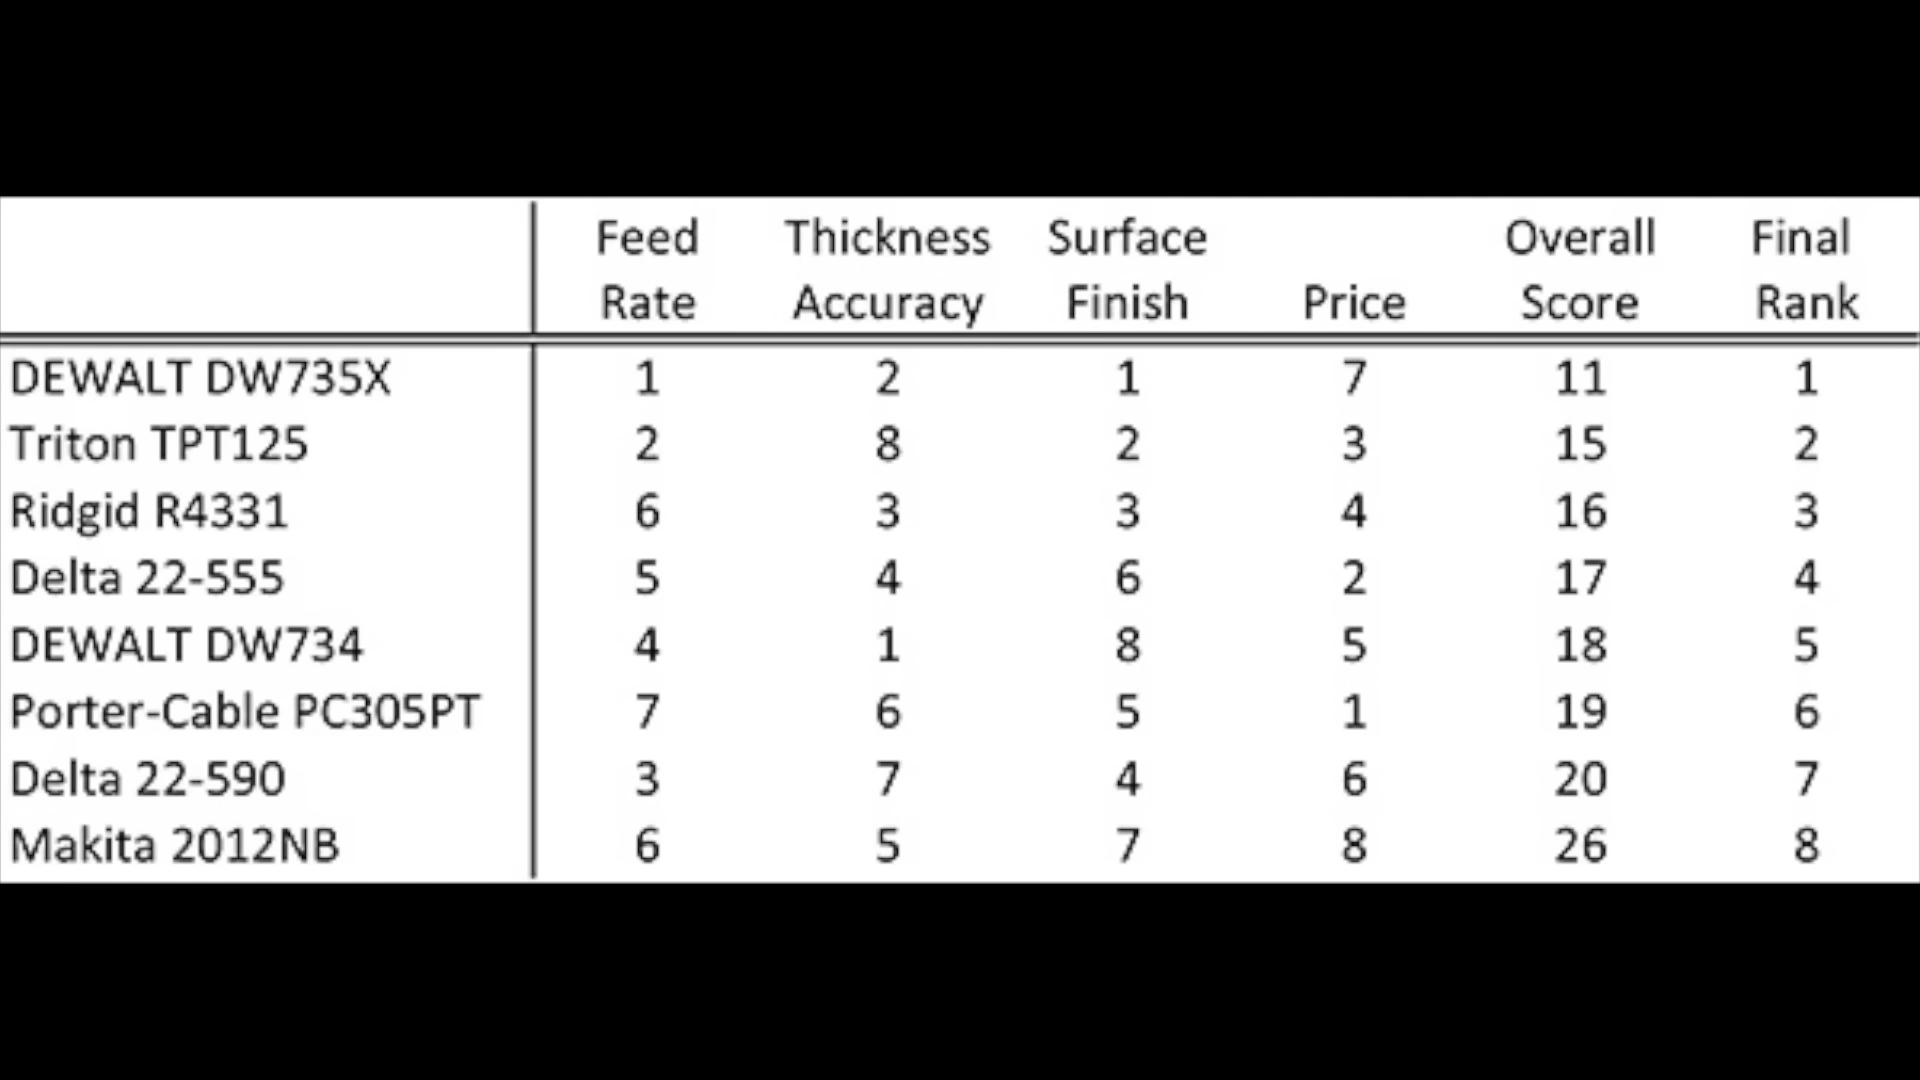 Feed Thickness Surface Overall Final
Rate Accuracy Finish Price Score Rank
DEWALT DW735X 1 2 1 7 11 1
Triton TPT125 2 8 2 3 15 2
Ridgid R4331 6 3 3 4 16 3
Delta 22-555 5 4 6 2 17 4
DEWALT DW734 4 1 8 5 18 5
Porter-Cable PC305PT 7 6 5 1 19 6
Delta 22-590 3 7 4 6 20 7
Makita 2012NB 6 5 7 8 26 8